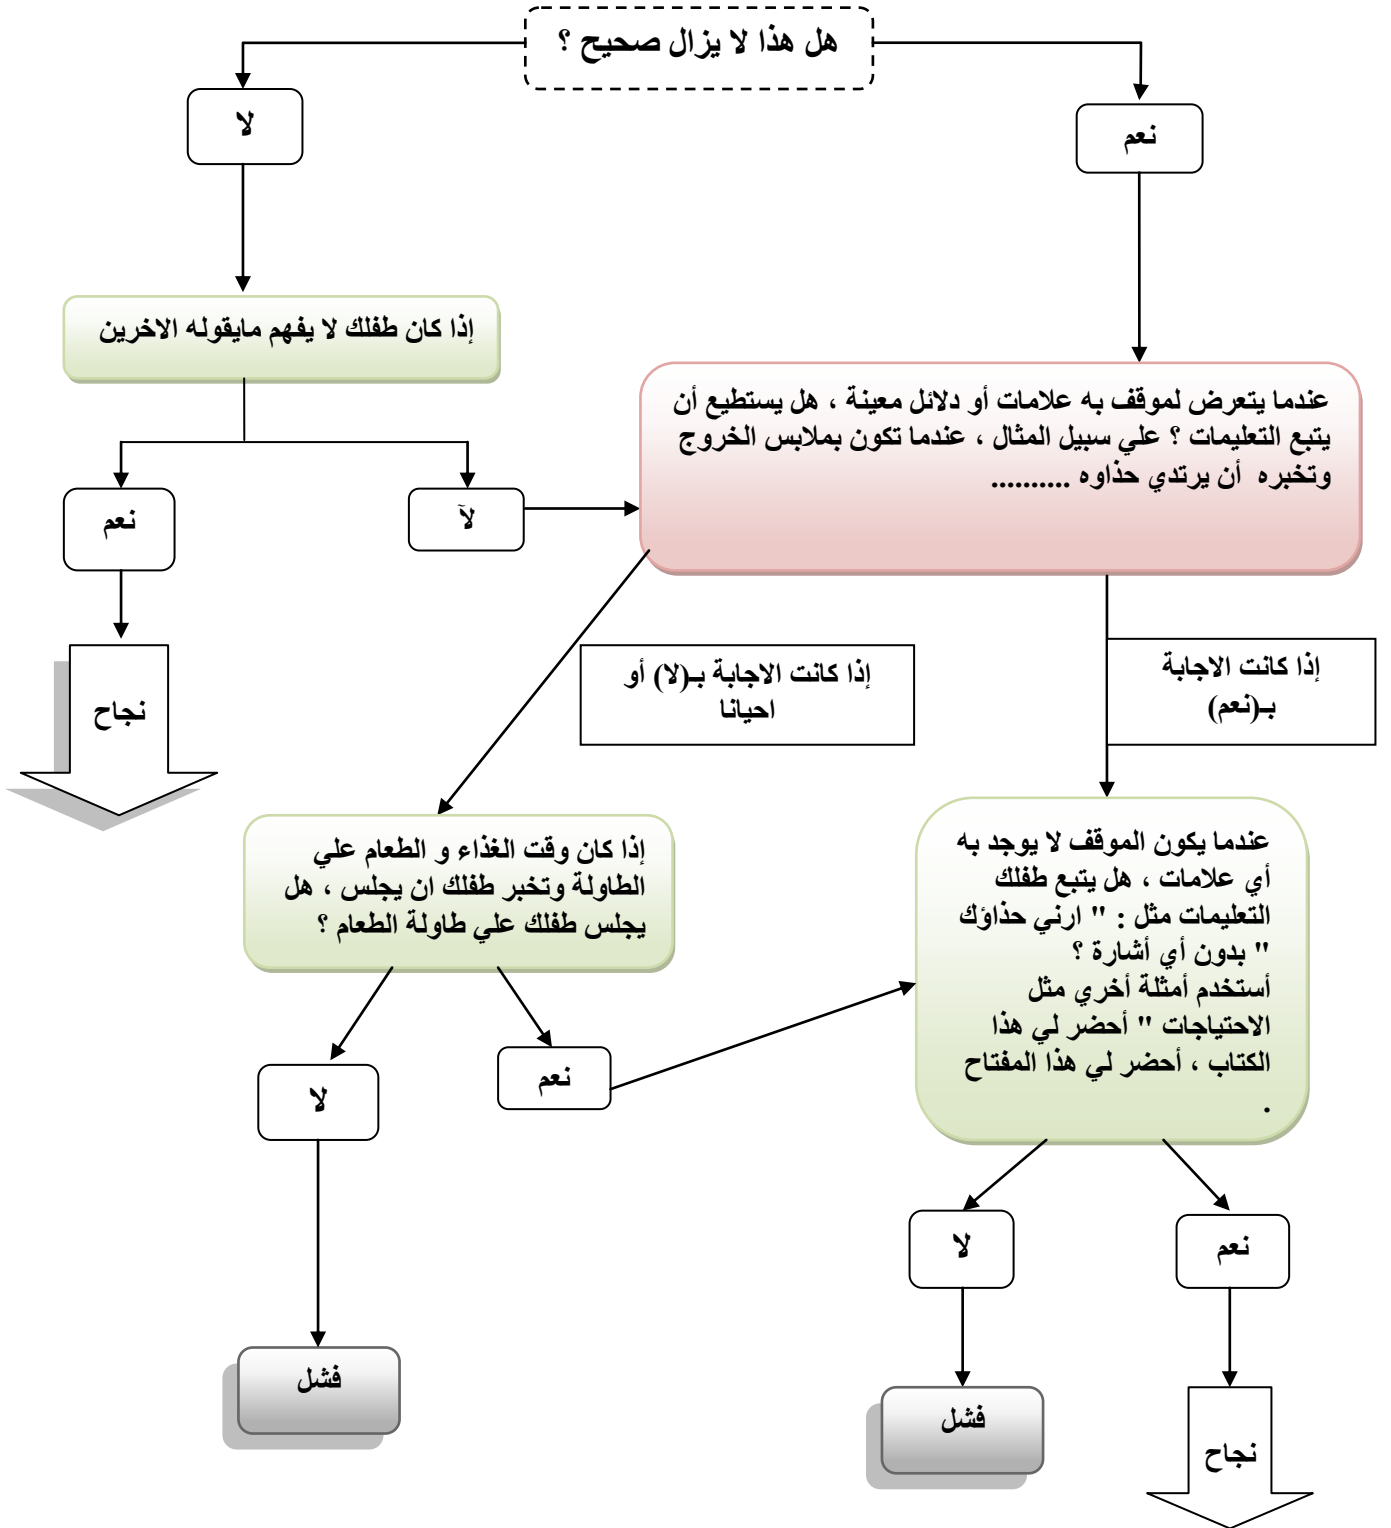 هل هذا لا يزال صحيح ؟
نعم
لا
إذا كان طفلك لا يفهم مايقوله الاخرين
عندما يتعرض لموقف به علامات أو دلائل معينة ، هل يستطيع أن
يتبع التعليمات ؟ علي سبيل المثال ، عندما تكون بملابس الخروج
وتخبره أن يرتدي حذاوه ..........
لآ
نعم
نجاح
إذا كانت الاجابة
بـ(نعم)
إذا كانت الاجابة بـ(لا) أو
احيانا
عندما يكون الموقف لا يوجد به
أي علامات ، هل يتبع طفلك
التعليمات مثل : " ارني حذاؤك
" بدون أي أشارة ؟
أستخدم أمثلة أخري مثل
الاحتياجات " أحضر لي هذا
الكتاب ، أحضر لي هذا المفتاح
.
إذا كان وقت الغذاء و الطعام علي
الطاولة وتخبر طفلك ان يجلس ، هل
يجلس طفلك علي طاولة الطعام ؟
نعم
لا
نعم
لا
فشل
فشل
نجاح